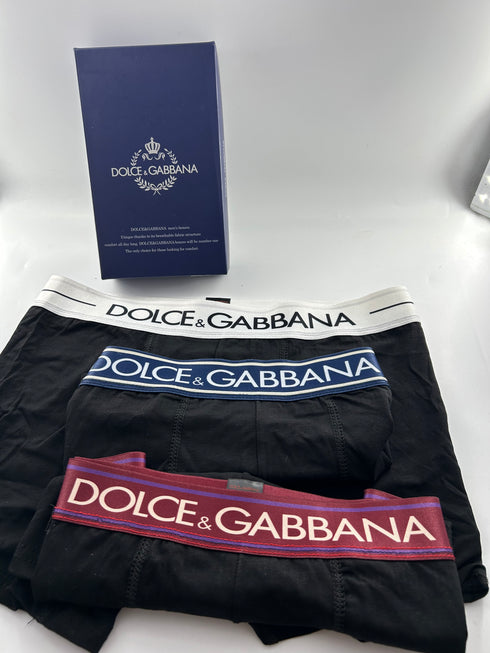 DOLCE & GABBANA
DOLCE&GABBANA men's boxers
Unique thanks to its breathable fabric structure
comfort all day long. DOLCE&GABBANA boxers will be number one
The only choice for those looking for comfort.
DOLCE & GABBANA
DOLCE & GABBANA
DOLCE & GABBANA